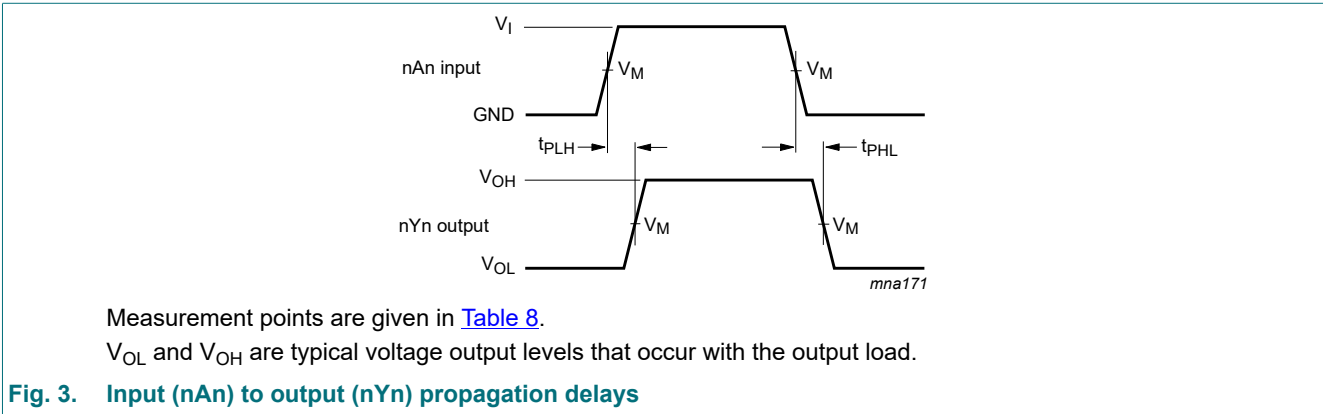 VI
nAn input
VM
VM
GND
tPLH
tPHL
VOH
nYn output
VM
VM
VOL
mna171
Measurement points are given in Table 8.
VOL and VOH are typical voltage output levels that occur with the output load.
Fig. 3. Input (nAn) to output (nYn) propagation delays